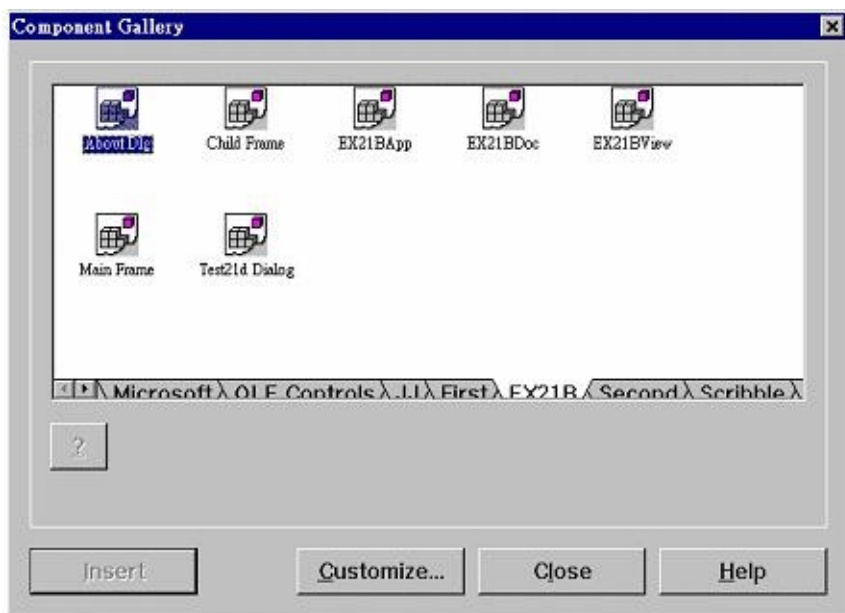 Component Gallery
About Dlg Child Frame EX21BApp EX21BDoc EX21BView
Main Frame Test21d Dialog
Microsoft OLE Controls JJ First EX21B Second Scribble
?
Insert Customize... Close Help